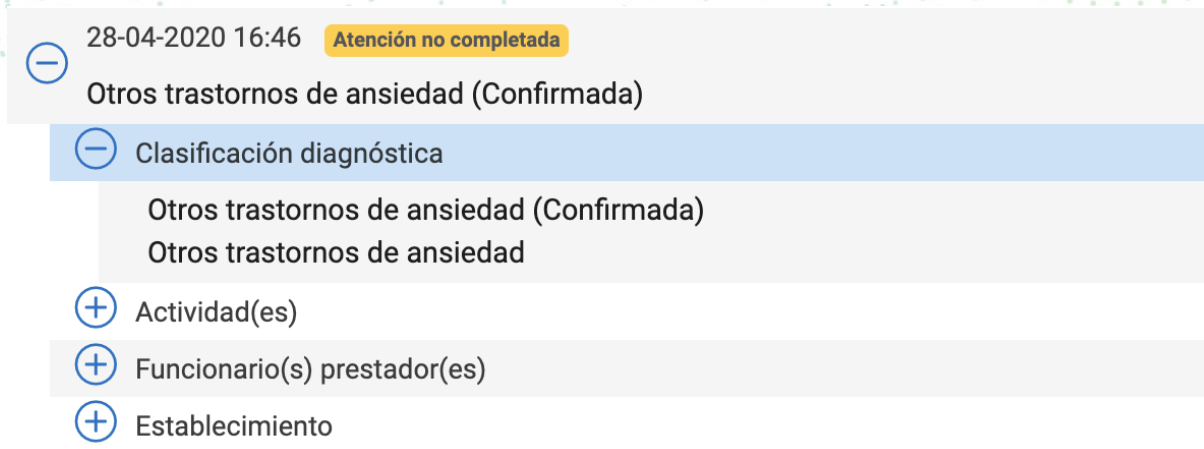 28-04-2020 16:46 Atención no completada
Otros trastornos de ansiedad (Confirmada)
Clasificación diagnóstica
Otros trastornos de ansiedad (Confirmada)
Otros trastornos de ansiedad
Actividad(es)
Funcionario(s) prestador(es)
Establecimiento